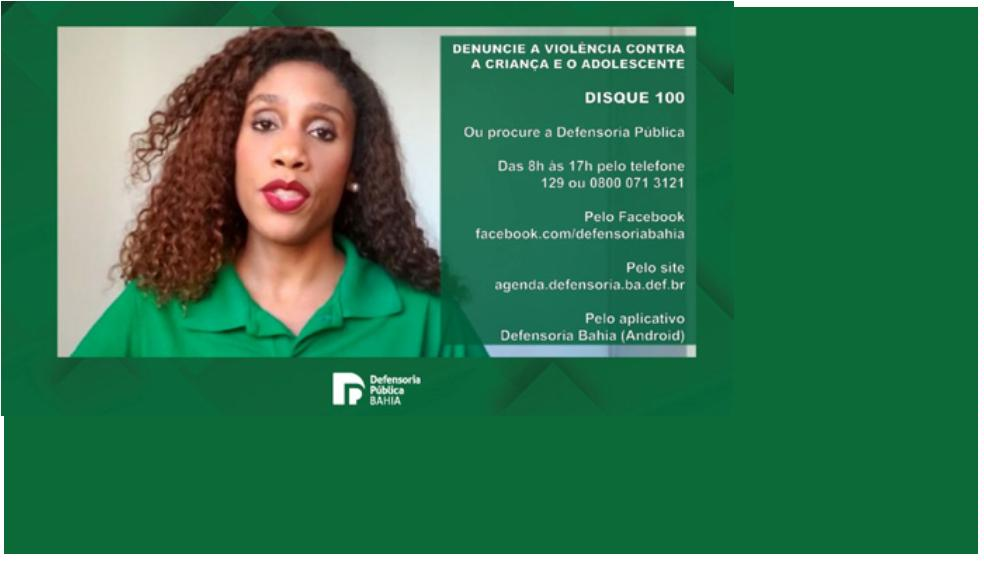 DENUNCIE A VIOLÊNCIA CONTRA
A CRIANÇA E O ADOLESCENTE
DISQUE 100
Ou procure a Defensoria Pública
Das 8h às 17h pelo telefone
129 ou 0800 071 3121
Pelo Facebook
facebook.com/defensoriabahia
Pelo site
agenda.defensoria.ba.def.br
Pelo aplicativo
Defensoria Bahia (Android)
Defensoria
Pública
BAHIA